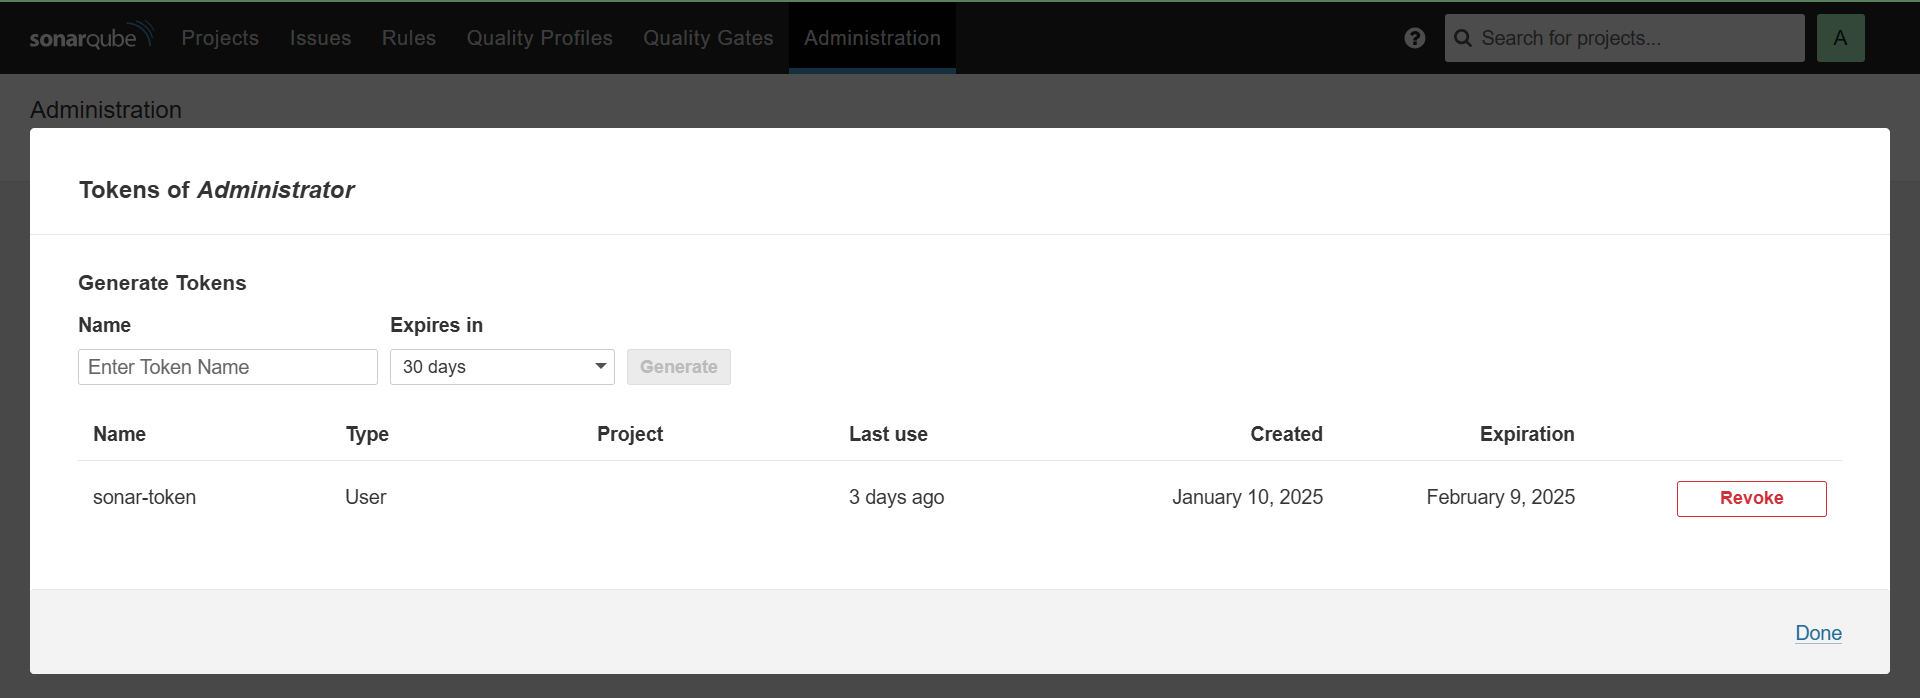 sonarqube Projects Issues Rules Quality Profiles Quality Gates Administration ? Search for projects... A
Administration
Tokens of Administrator
Generate Tokens
Name Expires in
Enter Token Name 30 days Generate
Name Type Project Last use Created Expiration
sonar-token User 3 days ago January 10, 2025 February 9, 2025 Revoke
Done